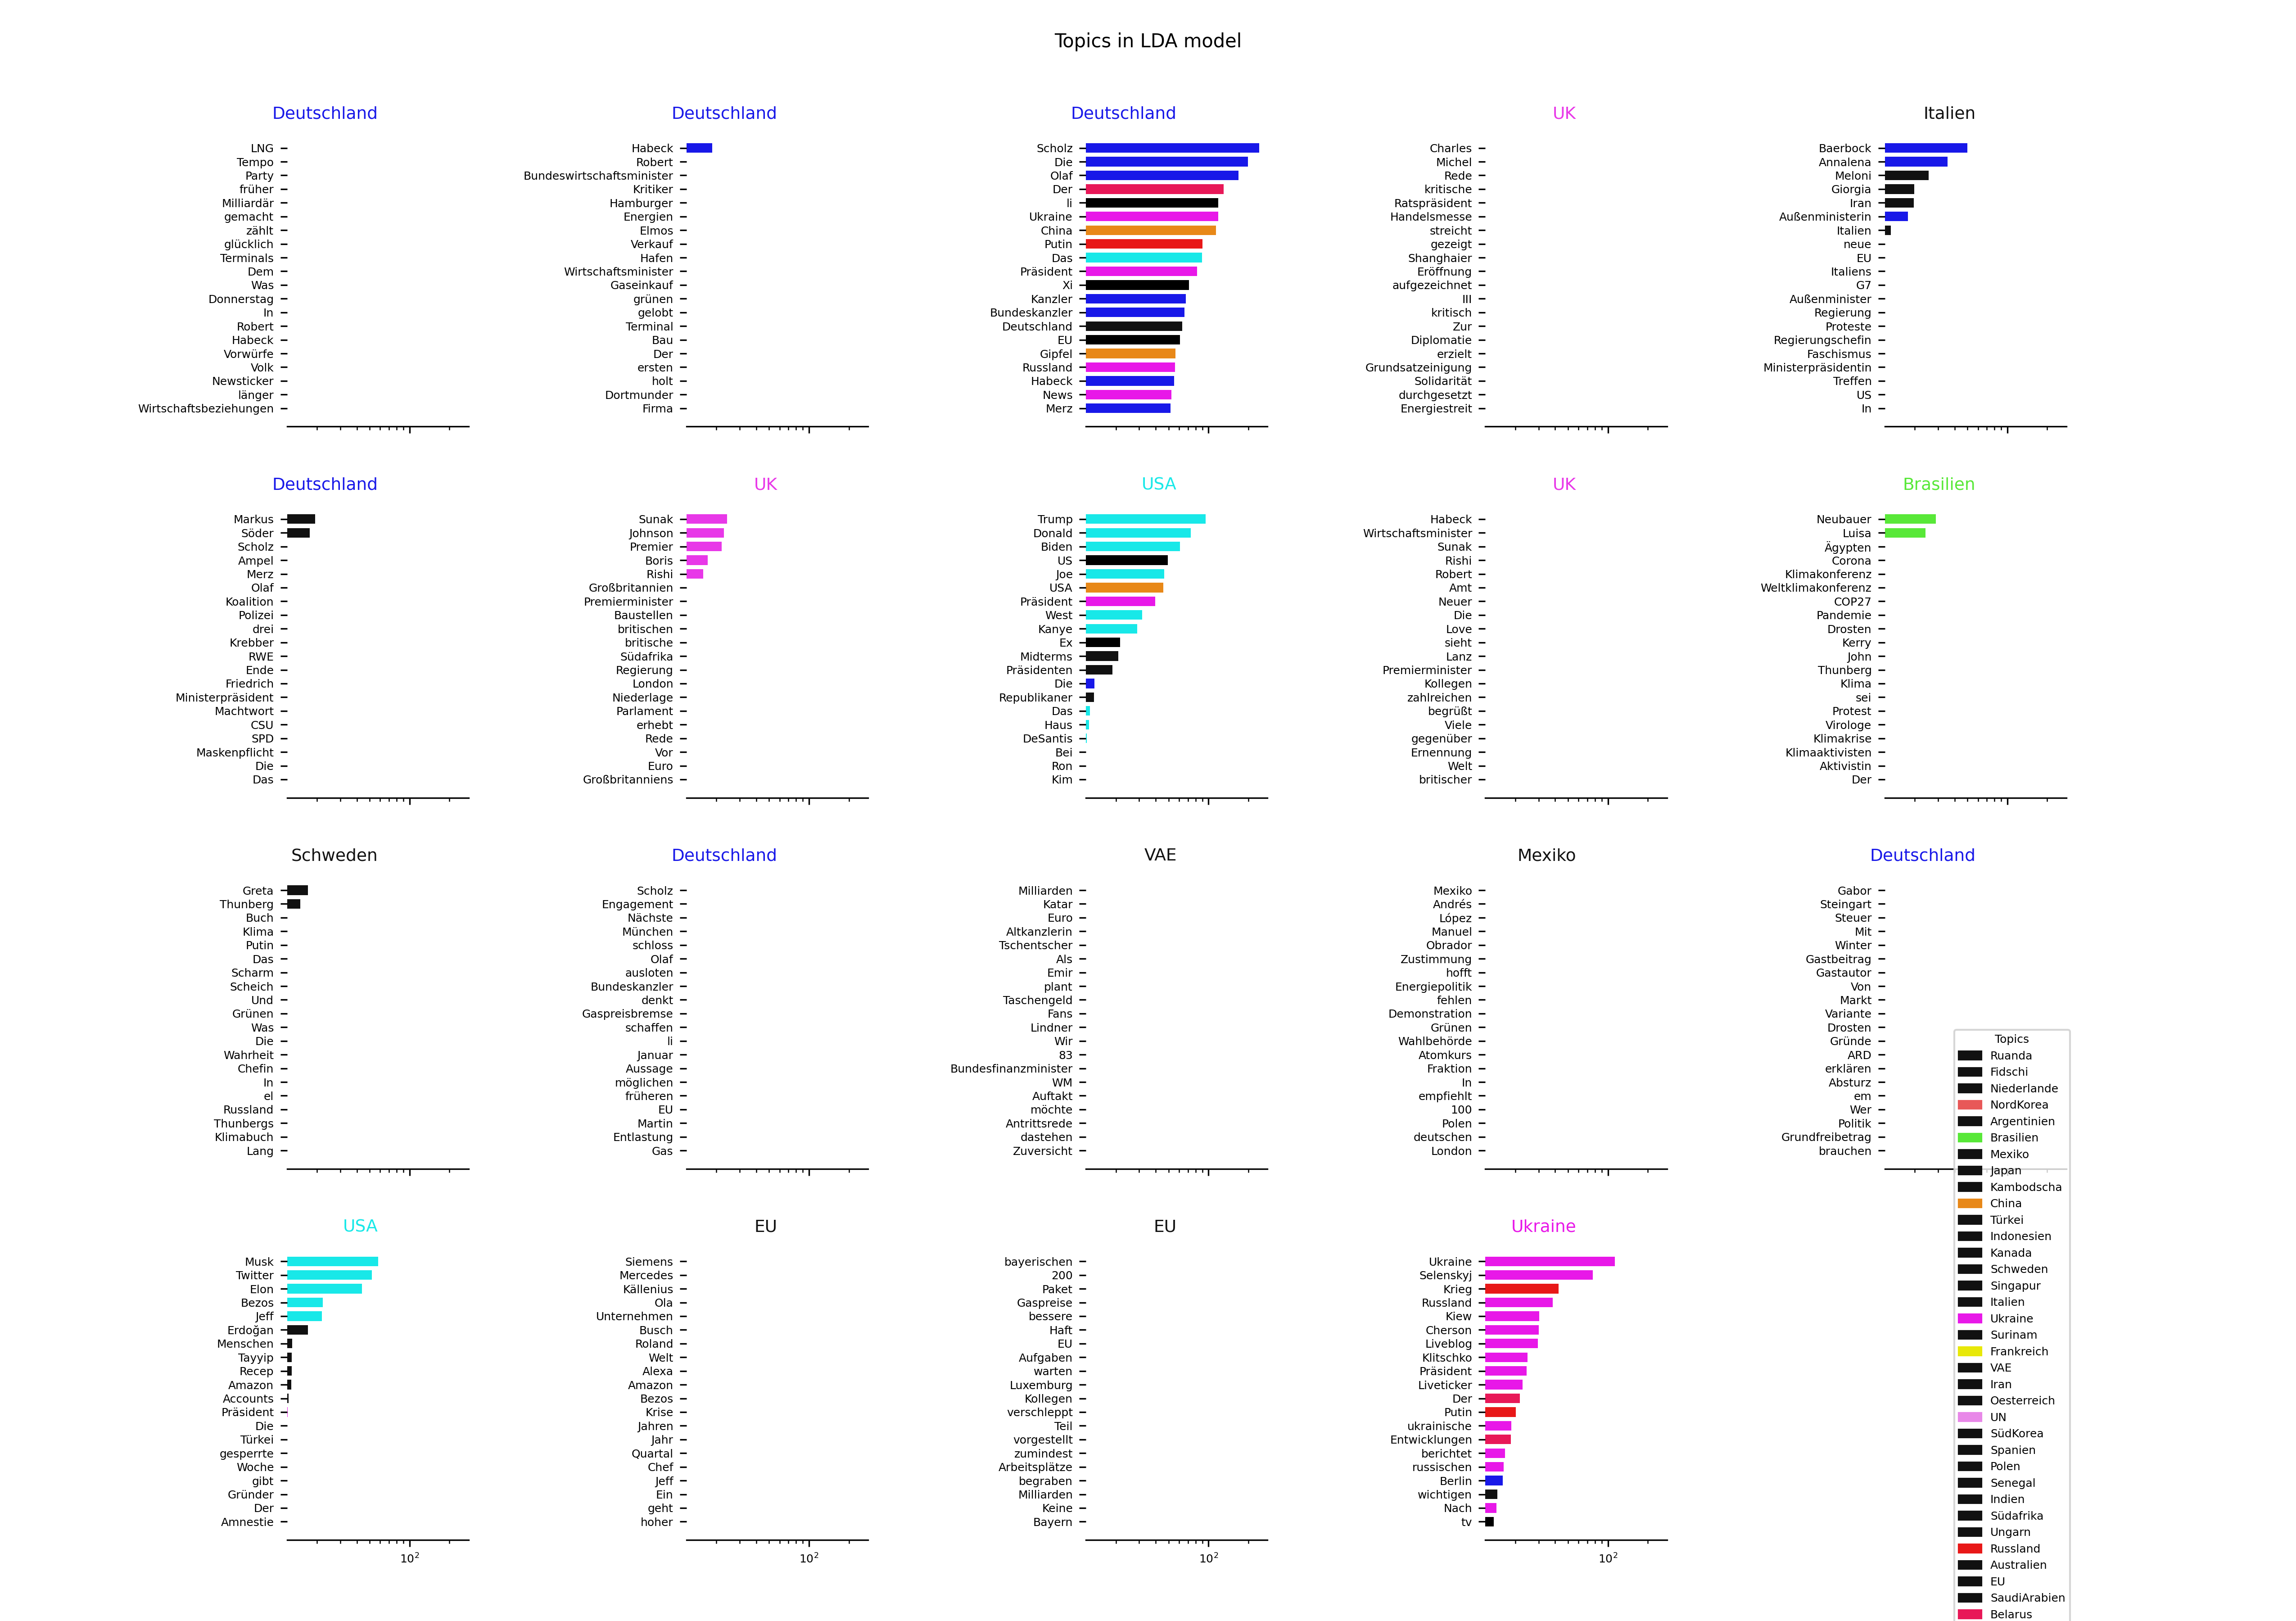 Topics in LDA model
Deutschland
LNG
Tempo
Party
früher
Milliardär
gemacht
zählt
glücklich
Terminals
Dem
Was
Donnerstag
In
Robert
Habeck
Vorwürfe
Volk
Newsticker
länger
Wirtschaftsbeziehungen
Deutschland
Habeck
Robert
Bundeswirtschaftsminister
Kritiker
Hamburger
Energien
Elmos
Verkauf
Hafen
Wirtschaftsminister
Gaseinkauf
grünen
gelobt
Terminal
Bau
Der
ersten
holt
Dortmunder
Firma
Deutschland
Scholz
Die
Olaf
Der
li
Ukraine
China
Putin
Das
Präsident
Xi
Kanzler
Bundeskanzler
Deutschland
EU
Gipfel
Russland
Habeck
News
Merz
UK
Charles
Michel
Rede
kritische
Ratspräsident
Handelsmesse
streicht
gezeigt
Shanghaier
Eröffnung
aufgezeichnet
III
kritisch
Zur
Diplomatie
erzielt
Grundsatzeinigung
Solidarität
durchgesetzt
Energiestreit
Italien
Baerbock
Annalena
Meloni
Giorgia
Iran
Außenministerin
Italien
neue
EU
Italiens
G7
Außenminister
Regierung
Proteste
Regierungschefin
Faschismus
Ministerpräsidentin
Treffen
US
In
Deutschland
Markus
Söder
Scholz
Ampel
Merz
Olaf
Koalition
Polizei
drei
Krebber
RWE
Ende
Friedrich
Ministerpräsident
Machtwort
CSU
SPD
Maskenpflicht
Die
Das
UK
Sunak
Johnson
Premier
Boris
Rishi
Großbritannien
Premierminister
Baustellen
britischen
britische
Südafrika
Regierung
London
Niederlage
Parlament
erhebt
Rede
Vor
Euro
Großbritanniens
USA
Trump
Donald
Biden
US
Joe
USA
Präsident
West
Kanye
Ex
Midterms
Präsidenten
Die
Republikaner
Das
Haus
DeSantis
Bei
Ron
Kim
UK
Habeck
Wirtschaftsminister
Sunak
Rishi
Robert
Amt
Neuer
Die
Love
sieht
Lanz
Premierminister
Kollegen
zahlreichen
begrüßt
Viele
gegenüber
Ernennung
Welt
britischer
Brasilien
Neubauer
Luisa
Ägypten
Corona
Klimakonferenz
Weltklimakonferenz
COP27
Pandemie
Drosten
Kerry
John
Thunberg
Klima
sei
Protest
Virologe
Klimakrise
Klimaaktivisten
Aktivistin
Der
Schweden
Greta
Thunberg
Buch
Klima
Putin
Das
Scharm
Scheich
Und
Grünen
Was
Die
Wahrheit
Chefin
In
el
Russland
Thunbergs
Klimabuch
Lang
Deutschland
Scholz
Engagement
Nächste
München
schloss
Olaf
ausloten
Bundeskanzler
denkt
Gaspreisbremse
schaffen
li
Januar
Aussage
möglichen
früheren
EU
Martin
Entlastung
Gas
VAE
Milliarden
Katar
Euro
Altkanzlerin
Tschentscher
Als
Emir
plant
Taschengeld
Fans
Lindner
Wir
83
Bundesfinanzminister
WM
Auftakt
möchte
Antrittsrede
dastehen
Zuversicht
Mexiko
Mexiko
Andrés
López
Manuel
Obrador
Zustimmung
hofft
Energiepolitik
fehlen
Demonstration
Grünen
Wahlbehörde
Atomkurs
Fraktion
In
empfiehlt
100
Polen
deutschen
London
Deutschland
Gabor
Steingart
Steuer
Mit
Winter
Gastbeitrag
Gastautor
Von
Markt
Variante
Drosten
Gründe
ARD
erklären
Absturz
em
Wer
Politik
Grundfreibetrag
brauchen
USA
Musk
Twitter
Elon
Bezos
Jeff
Erdoğan
Menschen
Tayyip
Recep
Amazon
Accounts
Präsident
Die
Türkei
gesperrte
Woche
gibt
Gründer
Der
Amnestie
10²
EU
Siemens
Mercedes
Källenius
Ola
Unternehmen
Busch
Roland
Welt
Alexa
Amazon
Bezos
Krise
Jahren
Jahr
Quartal
Chef
Jeff
Ein
geht
hoher
10²
EU
bayerischen
200
Paket
Gaspreise
bessere
Haft
EU
Aufgaben
warten
Luxemburg
Kollegen
verschleppt
Teil
vorgestellt
zumindest
Arbeitsplätze
begraben
Milliarden
Keine
Bayern
10²
Ukraine
Ukraine
Selenskyj
Krieg
Russland
Kiew
Cherson
Liveblog
Klitschko
Präsident
Liveticker
Der
Putin
ukrainische
Entwicklungen
berichtet
russischen
Berlin
wichtigen
Nach
tv
10²
Topics
Ruanda
Fidschi
Niederlande
NordKorea
Argentinien
Brasilien
Mexiko
Japan
Kambodscha
China
Türkei
Indonesien
Kanada
Schweden
Singapur
Italien
Ukraine
Surinam
Frankreich
VAE
Iran
Oesterreich
UN
SüdKorea
Spanien
Polen
Senegal
Indien
Südafrika
Ungarn
Russland
Australien
EU
SaudiArabien
Belarus